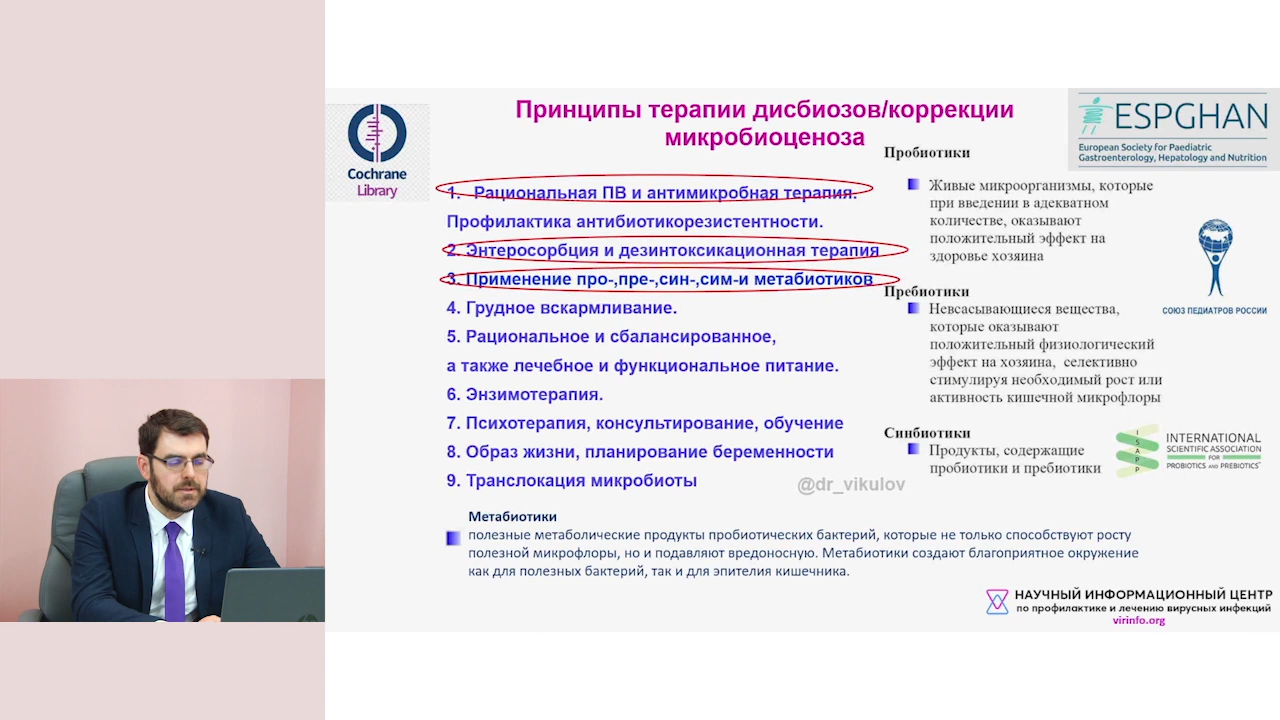 Cochrane
Library
Принципы терапии дисбиозов/коррекции
микробиоценоза
ESPGHAN
European Society for Paediatric
Gastroenterology, Hepatology and Nutrition
1. Рациональная ПВ и антимикробная терапия.
Профилактика антибиотикорезистентности.
2. Энтеросорбция и дезинтоксикационная терапия
3. Применение про-,пре-,син-,сим-и метабиотиков
4. Грудное вскармливание.
5. Рациональное и сбалансированное,
а также лечебное и функциональное питание.
6. Энзимотерапия.
7. Психотерапия, консультирование, обучение
8. Образ жизни, планирование беременности
9. Транслокация микробиоты
@dr_vikulov
Пробиотики
Живые микроорганизмы, которые
при введении в адекватном
количестве, оказывают
положительный эффект на
здоровье хозяина
Пребиотики
Невсасывающиеся вещества,
которые оказывают
положительный физиологический
эффект на хозяина, селективно
стимулируя необходимый рост или
активность кишечной микрофлоры
Синбиотики
Продукты, содержащие
пробиотики и пребиотики
СОЮЗ ПЕДИАТРОВ РОССИИ
ISAPP
INTERNATIONAL
SCIENTIFIC ASSOCIATION
FOR
PROBIOTICS AND PREBIOTICS
Метабиотики
полезные метаболические продукты пробиотических бактерий, которые не только способствуют росту
полезной микрофлоры, но и подавляют вредоносную. Метабиотики создают благоприятное окружение
как для полезных бактерий, так и для эпителия кишечника.
НАУЧНЫЙ ИНФОРМАЦИОННЫЙ ЦЕНТР
по профилактике и лечению вирусных инфекций
virinfo.org